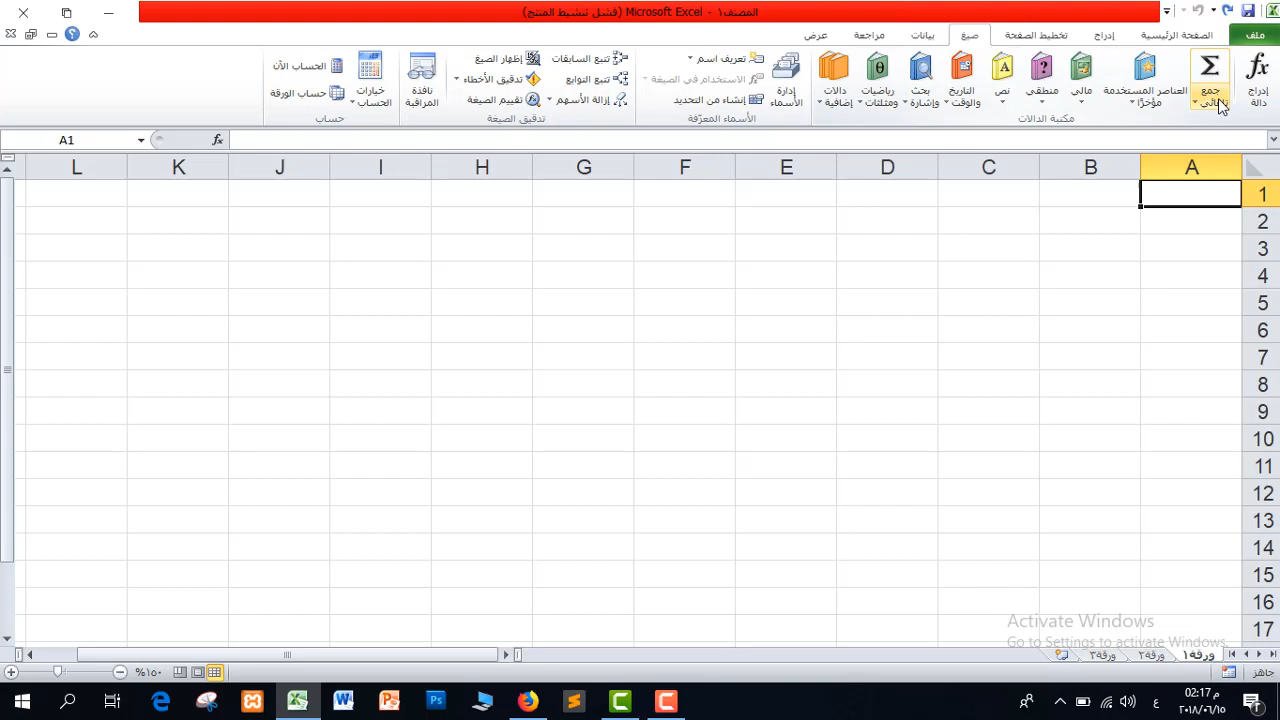 المصنف١ - Microsoft Excel (فشل تنشيط المنتج)
ملف الصفحة الرئيسية إدراج تخطيط الصفحة صيغ بيانات مراجعة عرض
إدراج دالة
جمع تلقائي
العناصر المستخدمة مؤخرًا
مالي
منطقي
نص
التاريخ والوقت
بحث وإشارة
رياضيات ومثلثات
دالات إضافية
مكتبة الدالات
إدارة الأسماء
تعريف اسم
الاستخدام في الصيغة
إنشاء من التحديد
الأسماء المعرّفة
تتبع السابقات
تتبع التوابع
إزالة الأسهم
إظهار الصيغ
تدقيق الأخطاء
تقييم الصيغة
نافذة المراقبة
تدقيق الصيغة
خيارات الحساب
الحساب الآن
حساب الورقة
حساب
A1
fx
L K J I H G F E D C B A
1
2
3
4
5
6
7
8
9
10
11
12
13
14
15
16
17
Activate Windows
Go to Settings to activate Windows.
ورقة١ ورقة٢ ورقة٣
جاهز
١٥٠%
ع
02:17 م
٢٠١٨/٠٦/١٥